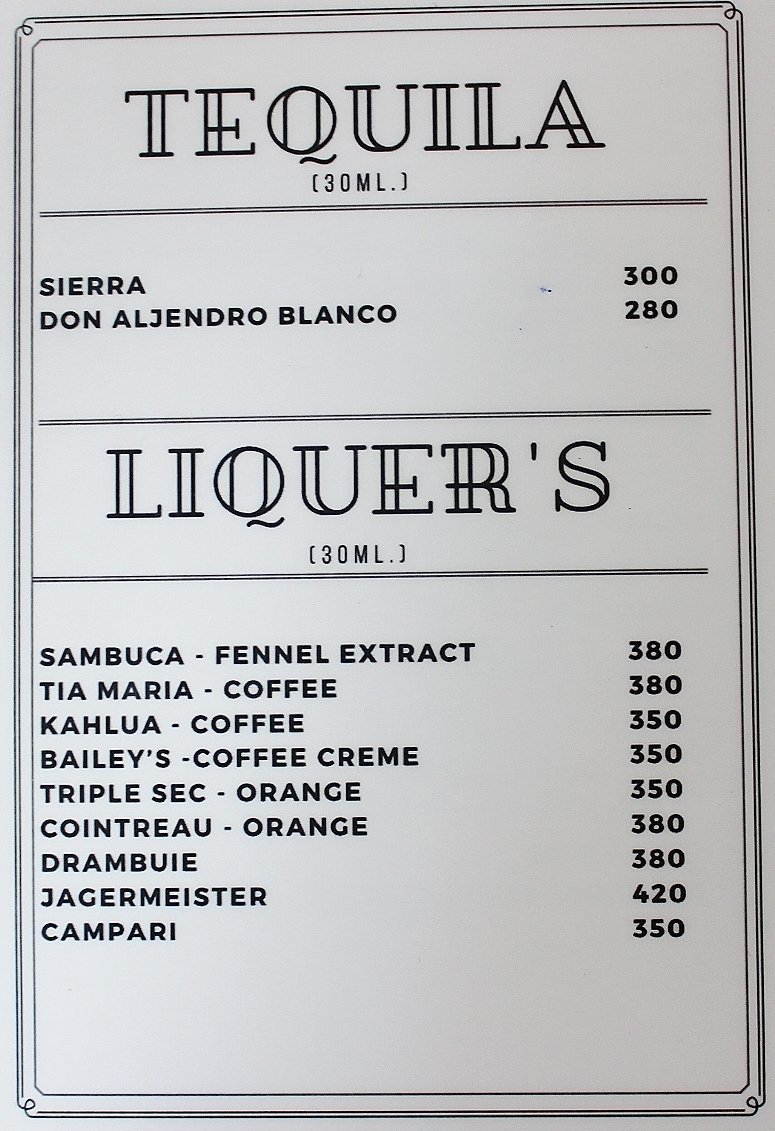 TEQUILA
(30ML.)
SIERRA 300
DON ALJENDRO BLANCO 280
LIQUER'S
(30ML.)
SAMBUCA - FENNEL EXTRACT 380
TIA MARIA - COFFEE 380
KAHLUA - COFFEE 350
BAILEY’S -COFFEE CREME 350
TRIPLE SEC - ORANGE 350
COINTREAU - ORANGE 380
DRAMBUIE 380
JAGERMEISTER 420
CAMPARI 350